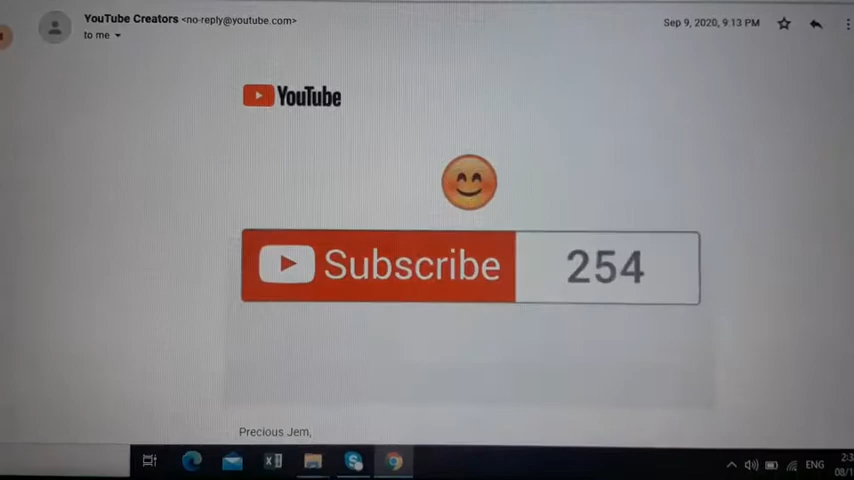 YouTube Creators <no-reply@youtube.com>
Sep 9, 2020, 9:13 PM
to me
YouTube
Subscribe 254
Precious Jem,
ENG